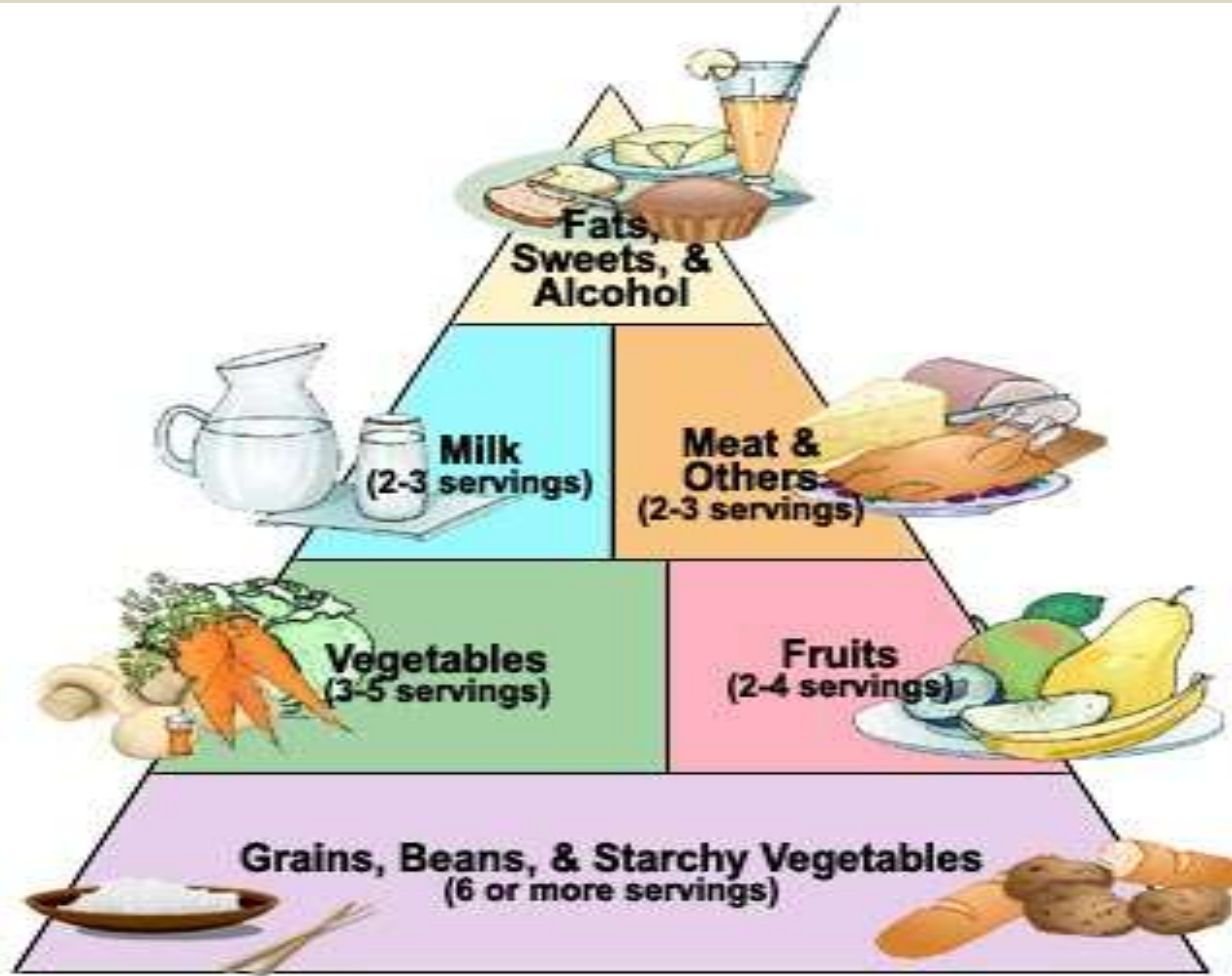 Fats,
Sweets, &
Alcohol
Milk
(2-3 servings)
Meat &
Others
(2-3 servings)
Vegetables
(3-5 servings)
Fruits
(2-4 servings)
Grains, Beans, & Starchy Vegetables
(6 or more servings)